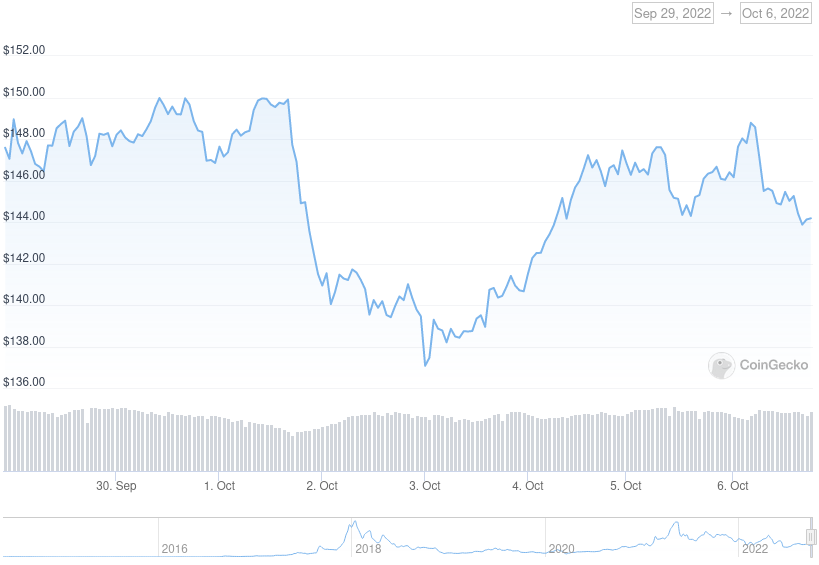 Sep 29, 2022 → Oct 6, 2022
$152.00
$150.00
$148.00
$146.00
$144.00
$142.00
$140.00
$138.00
$136.00
CoinGecko
30. Sep 1. Oct 2. Oct 3. Oct 4. Oct 5. Oct 6. Oct
2016 2018 2020 2022